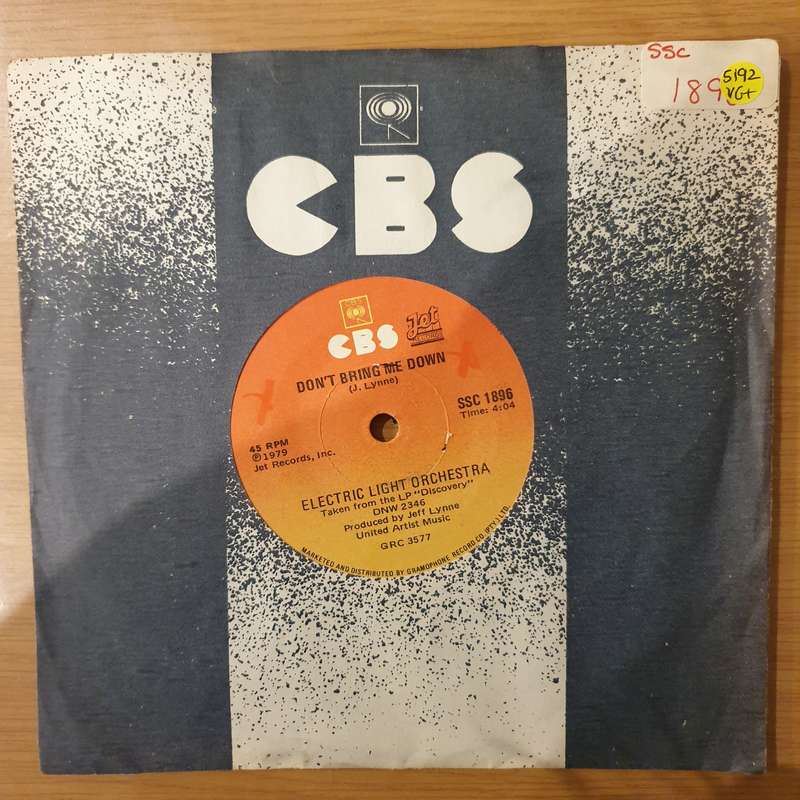 SSC
5192
VG+
189
CBS
CBS
Jet
DON'T BRING ME DOWN
(J. Lynne)
SSC 1896
Time: 4:04
45 RPM
℗ 1979
Jet Records, Inc.
ELECTRIC LIGHT ORCHESTRA
Taken from the LP "Discovery"
DNW 2346
Produced by Jeff Lynne
United Artist Music
GRC 3577
MARKETED AND DISTRIBUTED BY GRAMOPHONE RECORD CO. (PTY.) LTD.